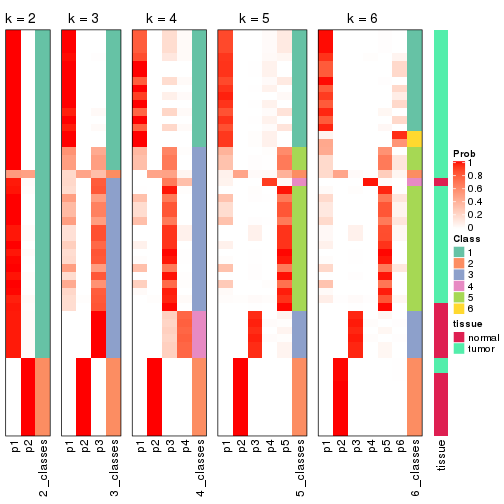 k = 2
k = 3
k = 4
k = 5
k = 6
Prob
1
0.8
0.6
0.4
0.2
0
Class
1
2
3
4
5
6
tissue
normal
tumor
p1
p2
2_classes
p1
p2
p3
3_classes
p1
p2
p3
p4
4_classes
p1
p2
p3
p4
p5
5_classes
p1
p2
p3
p4
p5
p6
6_classes
tissue